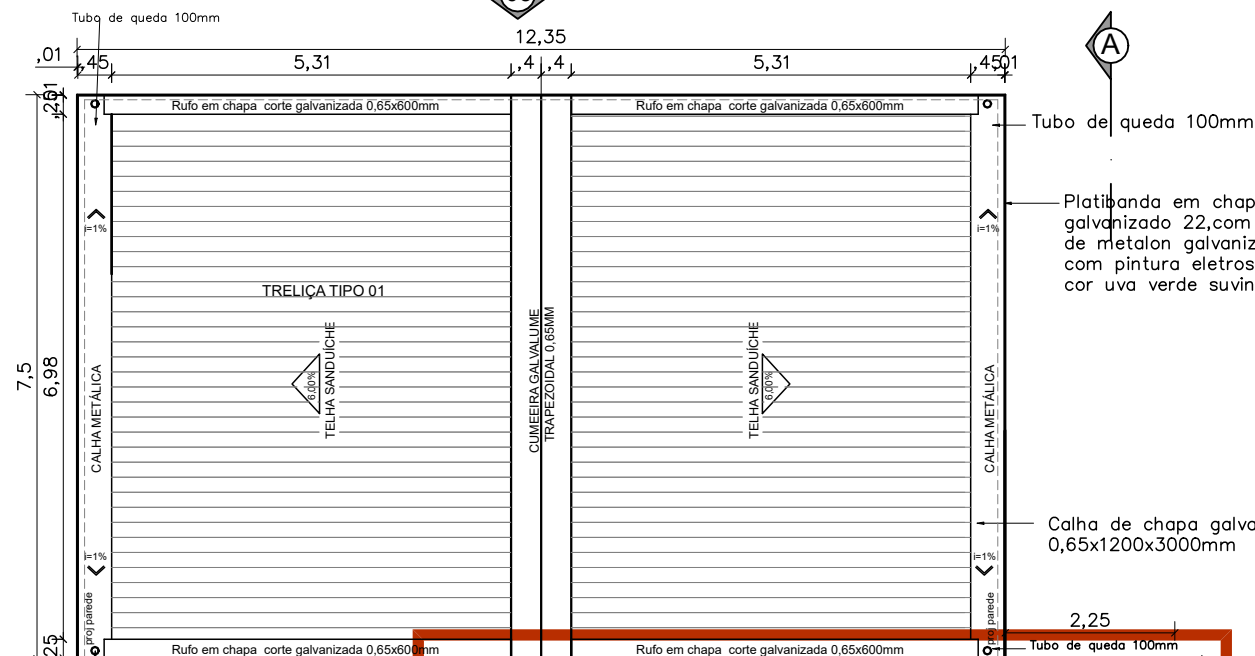 Tubo de queda 100mm
12,35
A
,01
,45
5,31
,4
,4
5,31
,45
,01
Rufo em chapa corte galvanizada 0,65x600mm
Rufo em chapa corte galvanizada 0,65x600mm
Tubo de queda 100mm
Platibanda em chap
galvanizado 22,com
de metalon galvaniz
com pintura eletros
cor uva verde suvin
i=1%
i=1%
TRELIÇA TIPO 01
7,5
6,98
CALHA METÁLICA
6,00%
TELHA SANDUÍCHE
CUMEEIRA GALVALUME
TRAPEZOIDAL 0,65MM
TELHA SANDUÍCHE
6,00%
CALHA METÁLICA
Calha de chapa galva
0,65x1200x3000mm
i=1%
i=1%
proj parede
proj parede
2,25
25
Rufo em chapa corte galvanizada 0,65x600mm
Rufo em chapa corte galvanizada 0,65x600mm
Tubo de queda 100mm